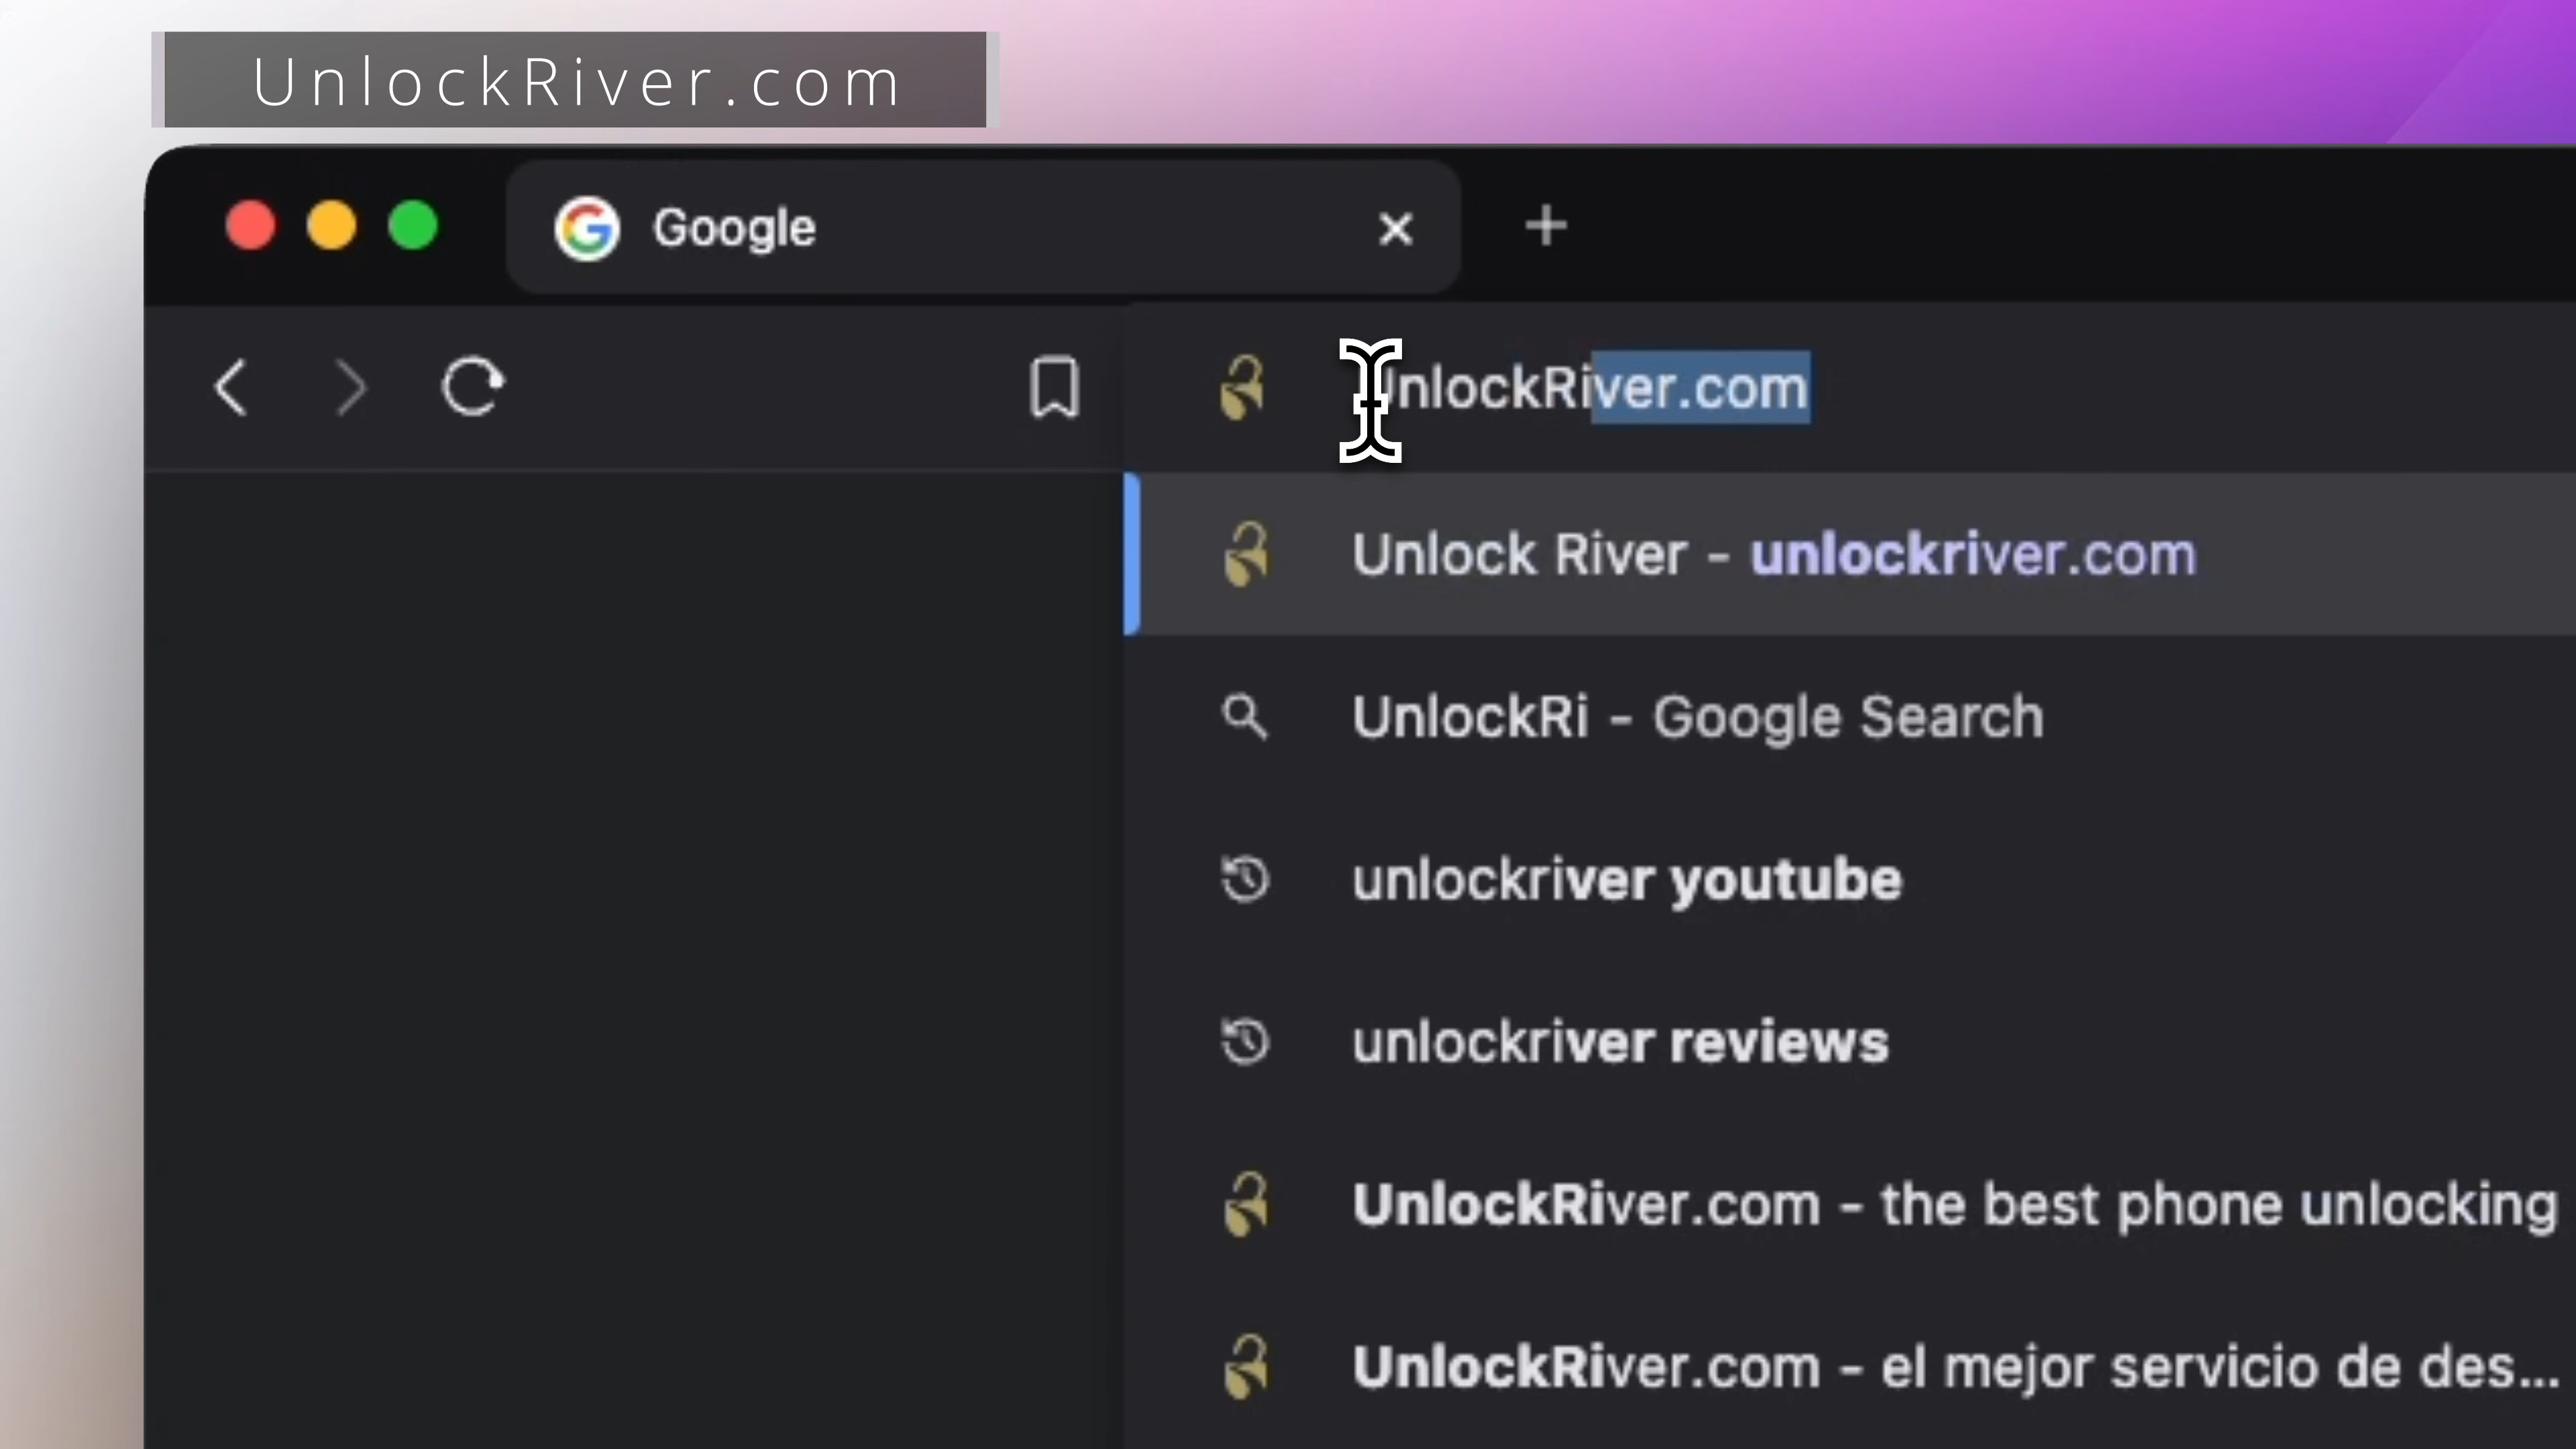 UnlockRiver.com
Google
UnlockRiver.com
Unlock River - unlockriver.com
UnlockRi - Google Search
unlockriver youtube
unlockriver reviews
UnlockRiver.com - the best phone unlocking
UnlockRiver.com - el mejor servicio de des...